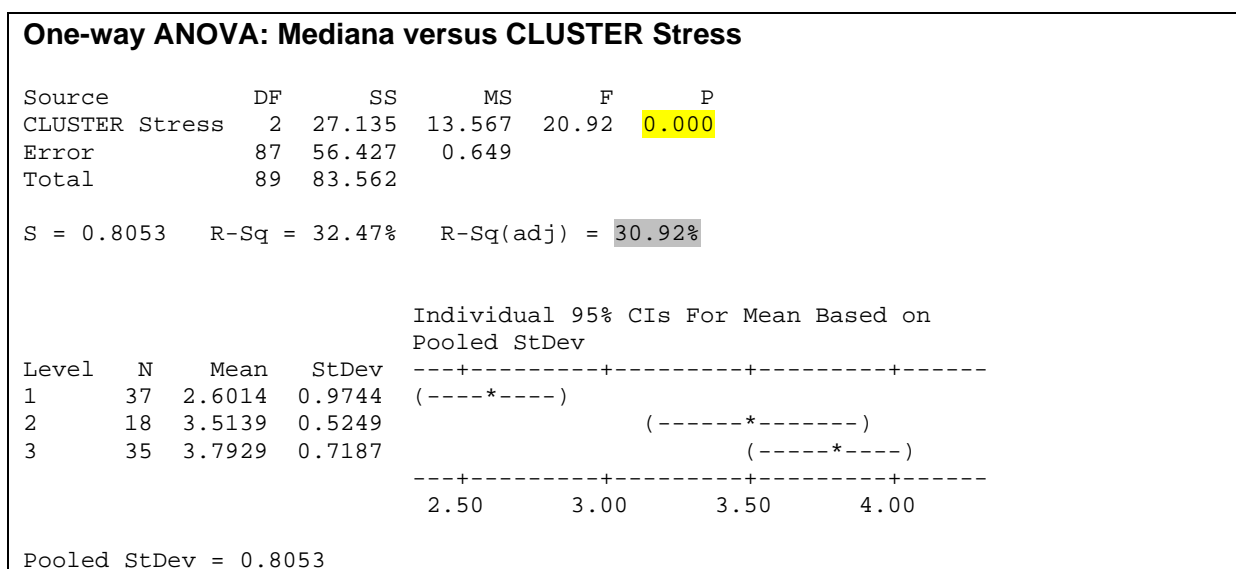 One-way ANOVA: Mediana versus CLUSTER Stress
Source          DF      SS      MS      F      P
CLUSTER Stress   2  27.135  13.567  20.92  0.000
Error           87  56.427   0.649
Total           89  83.562
S = 0.8053   R-Sq = 32.47%   R-Sq(adj) = 30.92%
                           Individual 95% CIs For Mean Based on
                           Pooled StDev
Level   N    Mean   StDev  ---+---------+---------+---------+------
1      37  2.6014  0.9744  (----*----)
2      18  3.5139  0.5249                  (------*-------)
3      35  3.7929  0.7187                         (-----*----)
                           ---+---------+---------+---------+------
                            2.50      3.00      3.50      4.00
Pooled StDev = 0.8053